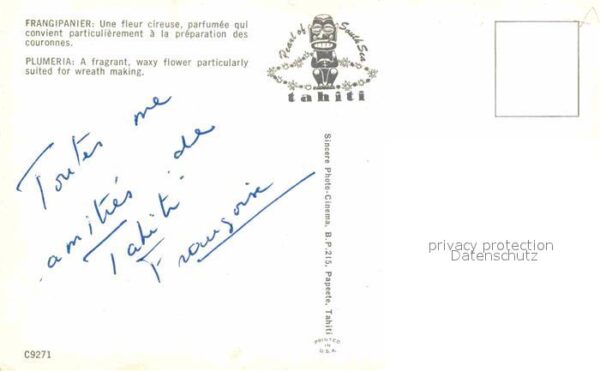 FRANGIPANIER: Une fleur cireuse, parfumée qui
convient particulièrement à la préparation des
couronnes.
PLUMERIA: A fragrant, waxy flower particularly
suited for wreath making.
Pearl of South Sea
tahiti
Toutes me
amitiés de
Tahiti
Françoise
Sincere Photo-Cinema, B.P.215, Papeete, Tahiti
PRINTED
IN
U.S.A.
privacy protection
Datenschutz
C9271